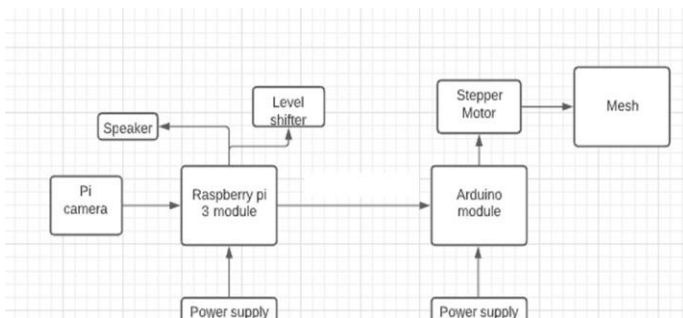 Level
shifter
Stepper
Motor
Mesh
Speaker
Pi
camera
Raspberry pi
3 module
Arduino
module
Power supply
Power supply